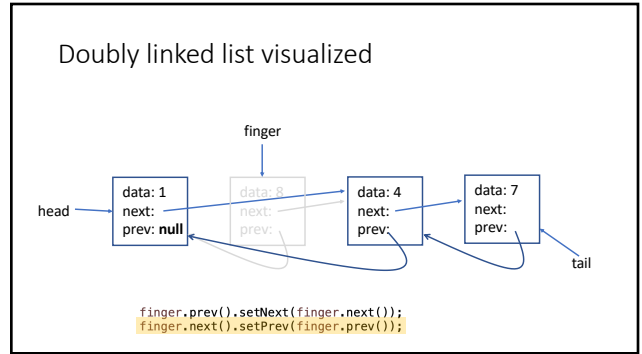 Doubly linked list visualized
finger
head
data: 1
next:
prev: null
data: 8
next:
prev:
data: 4
next:
prev:
data: 7
next:
prev:
tail
finger.prev().setNext(finger.next());
finger.next().setPrev(finger.prev());